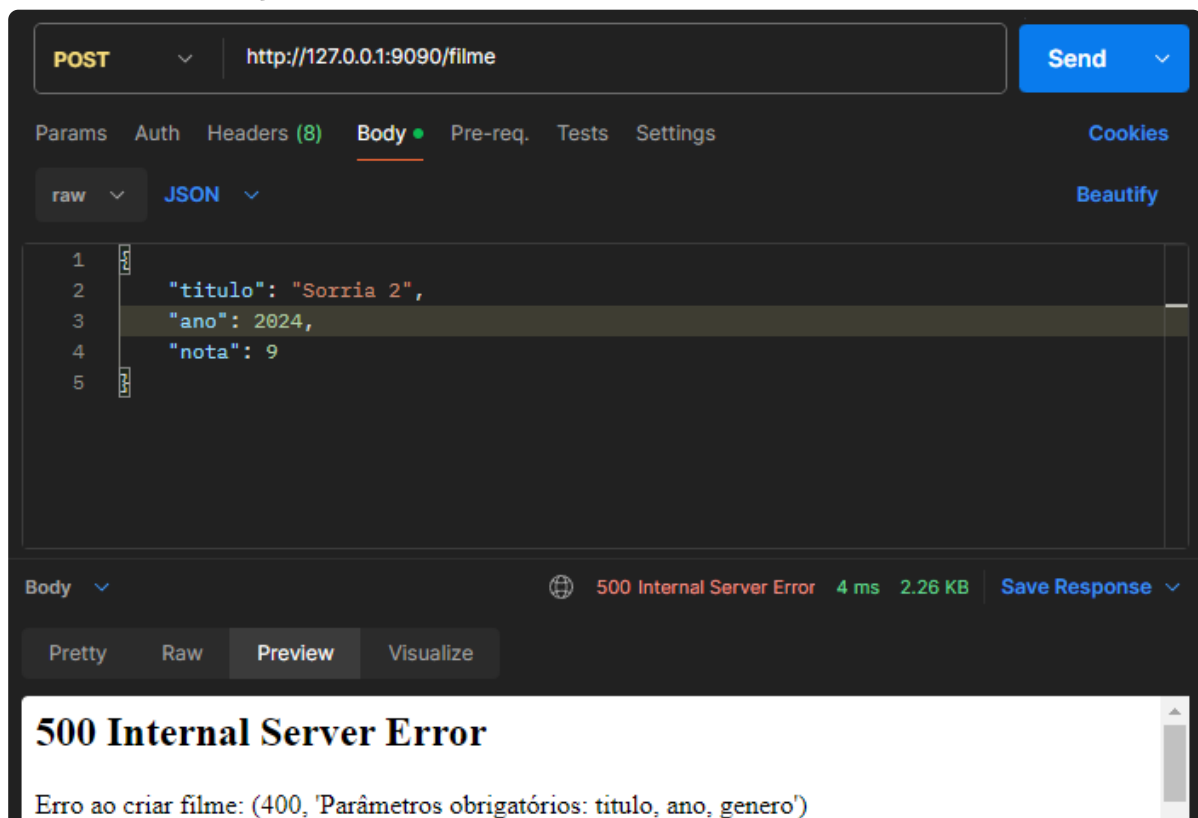 POST http://127.0.0.1:9090/filme Send
Params Auth Headers (8) Body Pre-req. Tests Settings Cookies
raw JSON Beautify
1 {
2 "titulo": "Sorria 2",
3 "ano": 2024,
4 "nota": 9
5 }
Body 500 Internal Server Error 4 ms 2.26 KB Save Response
Pretty Raw Preview Visualize
500 Internal Server Error
Erro ao criar filme: (400, 'Parâmetros obrigatórios: titulo, ano, genero')